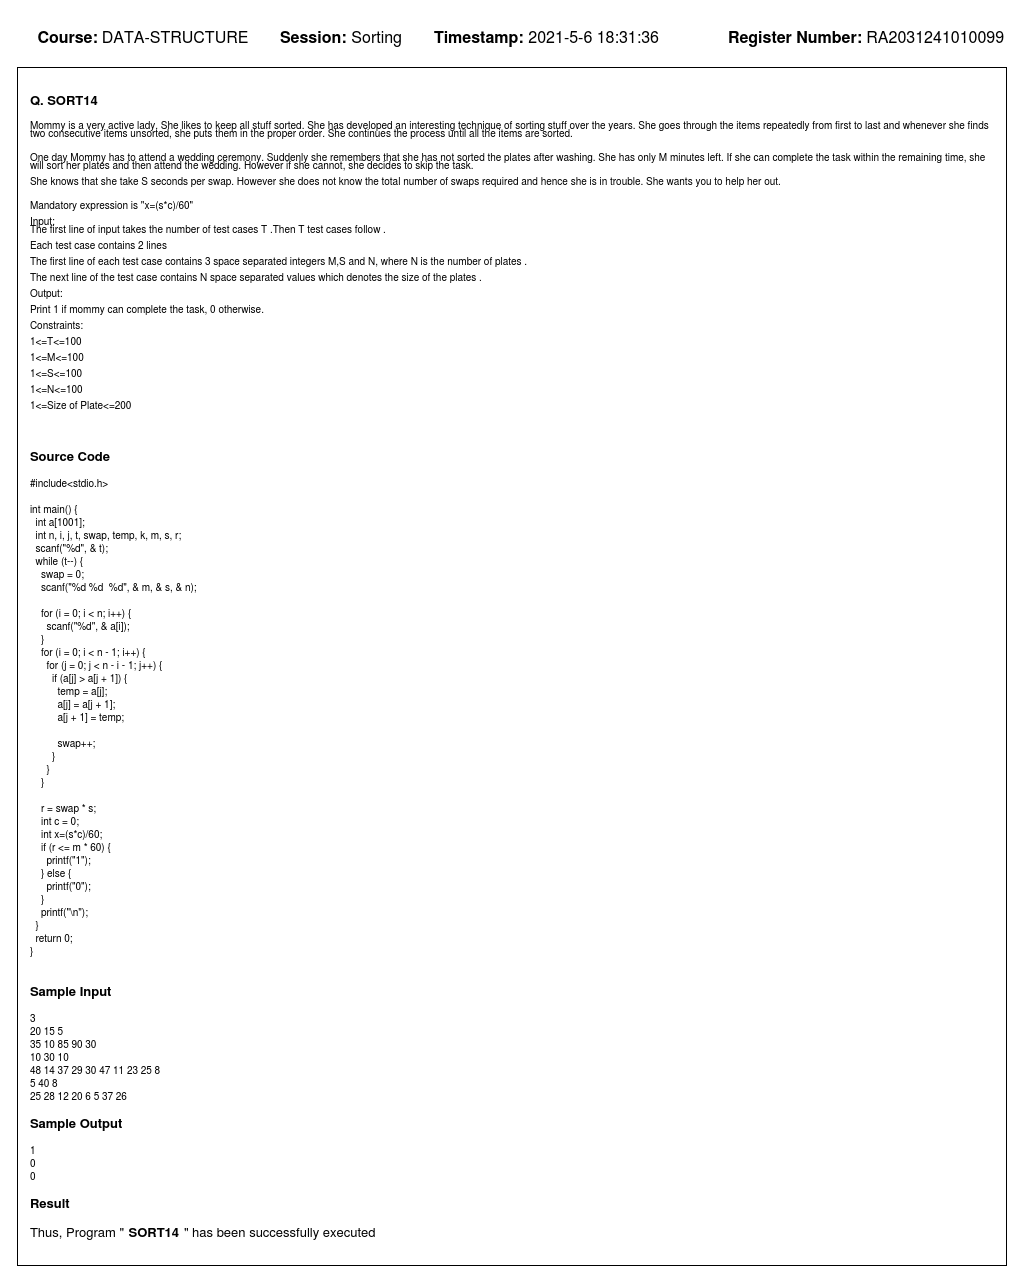 Course: DATA-STRUCTURE Session: Sorting Timestamp: 2021-5-6 18:31:36 Register Number: RA2031241010099
Q. SORT14
Mommy is a very active lady. She likes to keep all stuff sorted. She has developed an interesting technique of sorting stuff over the years. She goes through the items repeatedly from first to last and whenever she finds
two consecutive items unsorted, she puts them in the proper order. She continues the process until all the items are sorted.
One day Mommy has to attend a wedding ceremony. Suddenly she remembers that she has not sorted the plates after washing. She has only M minutes left. If she can complete the task within the remaining time, she
will sort her plates and then attend the wedding. However if she cannot, she decides to skip the task.
She knows that she take S seconds per swap. However she does not know the total number of swaps required and hence she is in trouble. She wants you to help her out.
Mandatory expression is "x=(s*c)/60"
Input:
The first line of input takes the number of test cases T .Then T test cases follow .
Each test case contains 2 lines
The first line of each test case contains 3 space separated integers M,S and N, where N is the number of plates .
The next line of the test case contains N space separated values which denotes the size of the plates .
Output:
Print 1 if mommy can complete the task, 0 otherwise.
Constraints:
1<=T<=100
1<=M<=100
1<=S<=100
1<=N<=100
1<=Size of Plate<=200
Source Code
#include<stdio.h>
int main() {
int a[1001];
int n, i, j, t, swap, temp, k, m, s, r;
scanf("%d", & t);
while (t--) {
swap = 0;
scanf("%d %d  %d", & m, & s, & n);
for (i = 0; i < n; i++) {
scanf("%d", & a[i]);
}
for (i = 0; i < n - 1; i++) {
for (j = 0; j < n - i - 1; j++) {
if (a[j] > a[j + 1]) {
temp = a[j];
a[j] = a[j + 1];
a[j + 1] = temp;
swap++;
}
}
}
r = swap * s;
int c = 0;
int x=(s*c)/60;
if (r <= m * 60) {
printf("1");
} else {
printf("0");
}
printf("\n");
}
return 0;
}
Sample Input
3
20 15 5
35 10 85 90 30
10 30 10
48 14 37 29 30 47 11 23 25 8
5 40 8
25 28 12 20 6 5 37 26
Sample Output
1
0
0
Result
Thus, Program " SORT14 " has been successfully executed